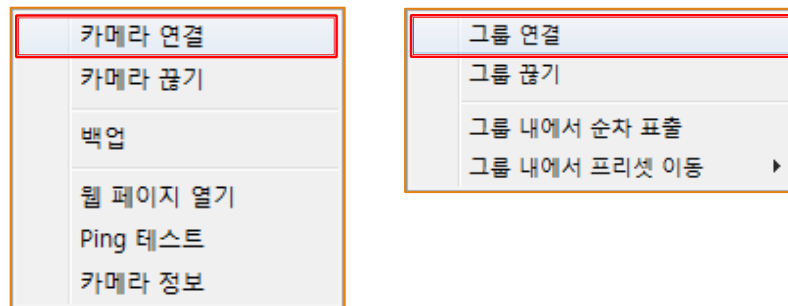 카메라 연결
카메라 끊기
백업
웹 페이지 열기
Ping 테스트
카메라 정보
그룹 연결
그룹 끊기
그룹 내에서 순차 표출
그룹 내에서 프리셋 이동